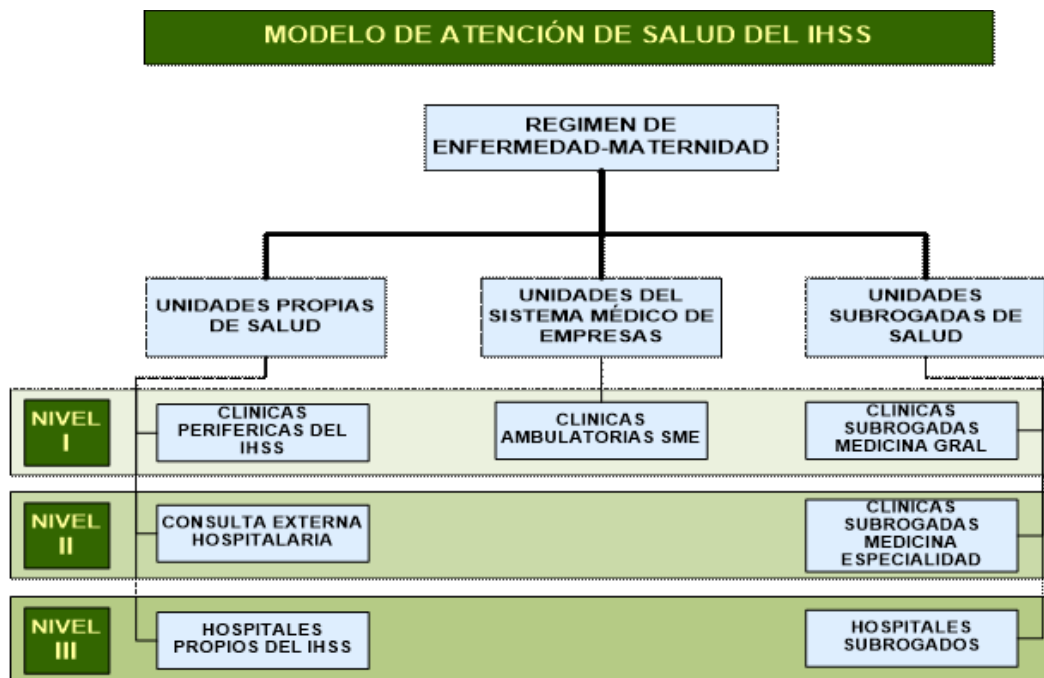 MODELO DE ATENCIÓN DE SALUD DEL IHSS
REGIMEN DE
ENFERMEDAD-MATERNIDAD
UNIDADES PROPIAS
DE SALUD
UNIDADES DEL
SISTEMA MÉDICO DE
EMPRESAS
UNIDADES
SUBROGADAS DE
SALUD
NIVEL
I
CLINICAS
PERIFERICAS DEL
IHSS
CLINICAS
AMBULATORIAS SME
CLINICAS
SUBROGADAS
MEDICINA GRAL
NIVEL
II
CONSULTA EXTERNA
HOSPITALARIA
CLINICAS
SUBROGADAS
MEDICINA
ESPECIALIDAD
NIVEL
III
HOSPITALES
PROPIOS DEL IHSS
HOSPITALES
SUBROGADOS